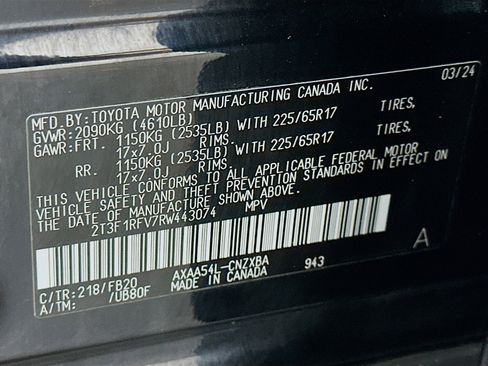 MFD.BY:TOYOTA MOTOR MANUFACTURING CANADA INC. 03/24
GVWR:2090KG (4610LB)
GAWR:FRT. 1150KG (2535LB) WITH 225/65R17 TIRES,
17x7.0J RIMS
RR. 1150KG (2535LB) WITH 225/65R17 TIRES,
17x7.0J RIMS
THIS VEHICLE CONFORMS TO ALL APPLICABLE FEDERAL MOTOR
VEHICLE SAFETY AND THEFT PREVENTION STANDARDS IN EFFECT ON
THE DATE OF MANUFACTURE SHOWN ABOVE.
2T3F1RFV7RW443074 MPV
A
C/TR:218/FB20 AXAA54L-CNZXBA 943
A/TM: /UB80F MADE IN CANADA